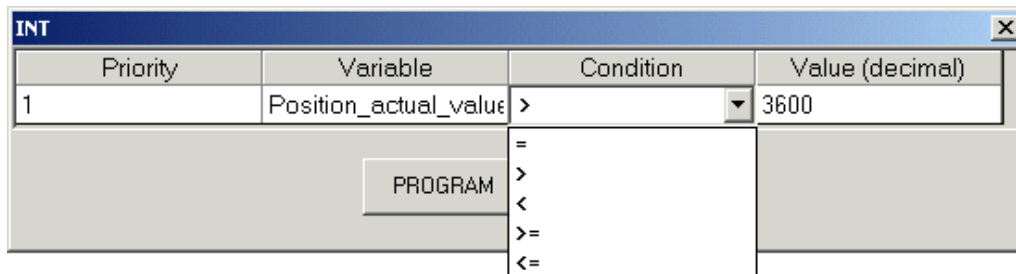 INT
Priority Variable Condition Value (decimal)
1 Position_actual_value > 3600
=
>
PROGRAM
<
>=
<=